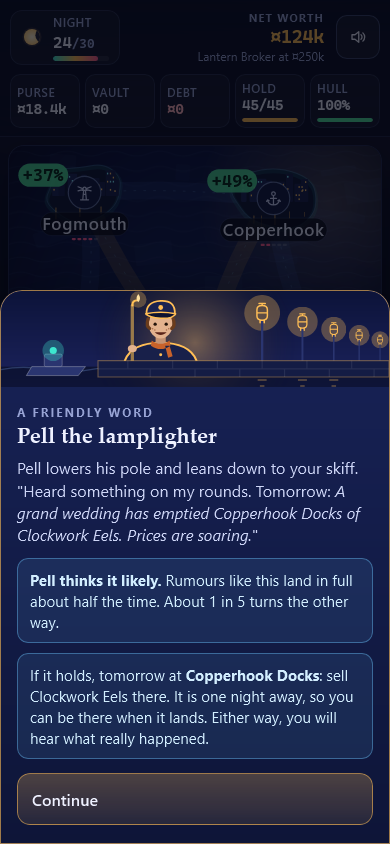 NIGHT
24/30
NET WORTH
¤124k
Lantern Broker at ¤250k
PURSE
¤18.4k
VAULT
¤0
DEBT
¤0
HOLD
45/45
HULL
100%
+37%
Fogmouth
+49%
Copperhook
A FRIENDLY WORD
Pell the lamplighter
Pell lowers his pole and leans down to your skiff.
"Heard something on my rounds. Tomorrow: A
grand wedding has emptied Copperhook Docks of
Clockwork Eels. Prices are soaring."
Pell thinks it likely. Rumours like this land in full
about half the time. About 1 in 5 turns the other
way.
If it holds, tomorrow at Copperhook Docks: sell
Clockwork Eels there. It is one night away, so you
can be there when it lands. Either way, you will
hear what really happened.
Continue